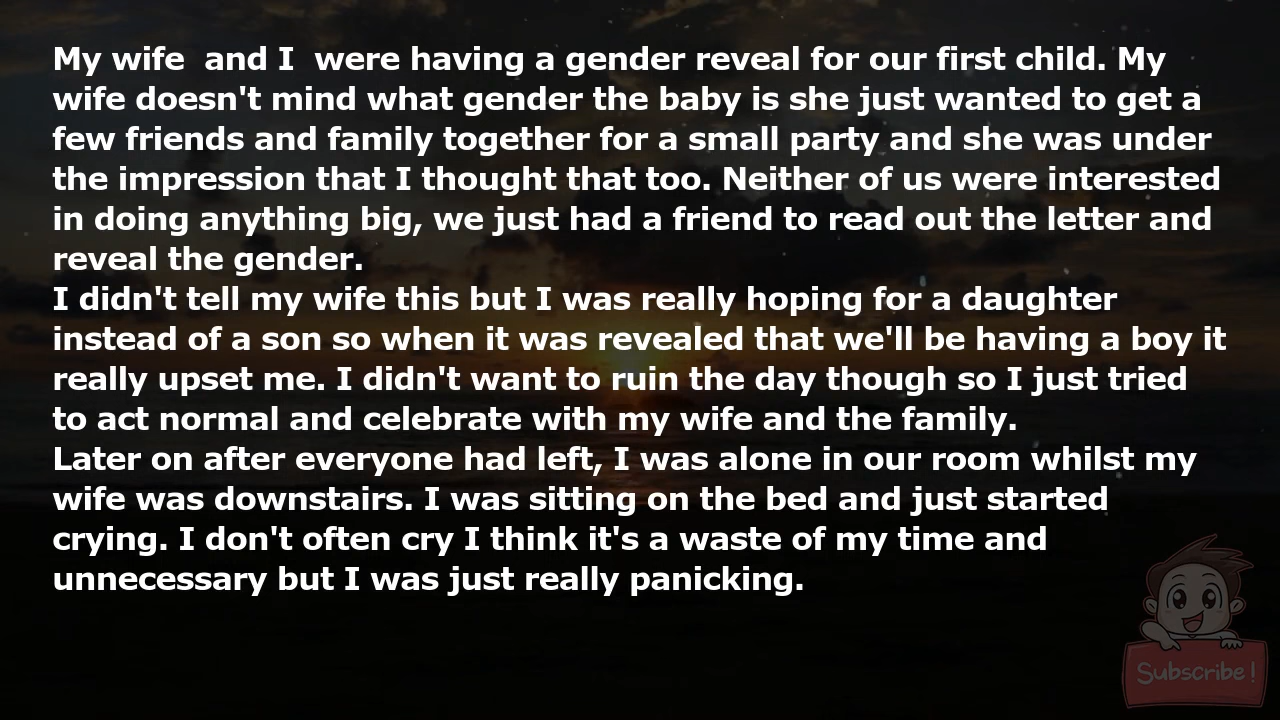 My wife  and I  were having a gender reveal for our first child. My
wife doesn't mind what gender the baby is she just wanted to get a
few friends and family together for a small party and she was under
the impression that I thought that too. Neither of us were interested
in doing anything big, we just had a friend to read out the letter and
reveal the gender.
I didn't tell my wife this but I was really hoping for a daughter
instead of a son so when it was revealed that we'll be having a boy it
really upset me. I didn't want to ruin the day though so I just tried
to act normal and celebrate with my wife and the family.
Later on after everyone had left, I was alone in our room whilst my
wife was downstairs. I was sitting on the bed and just started
crying. I don't often cry I think it's a waste of my time and
unnecessary but I was just really panicking.
Subscribe!